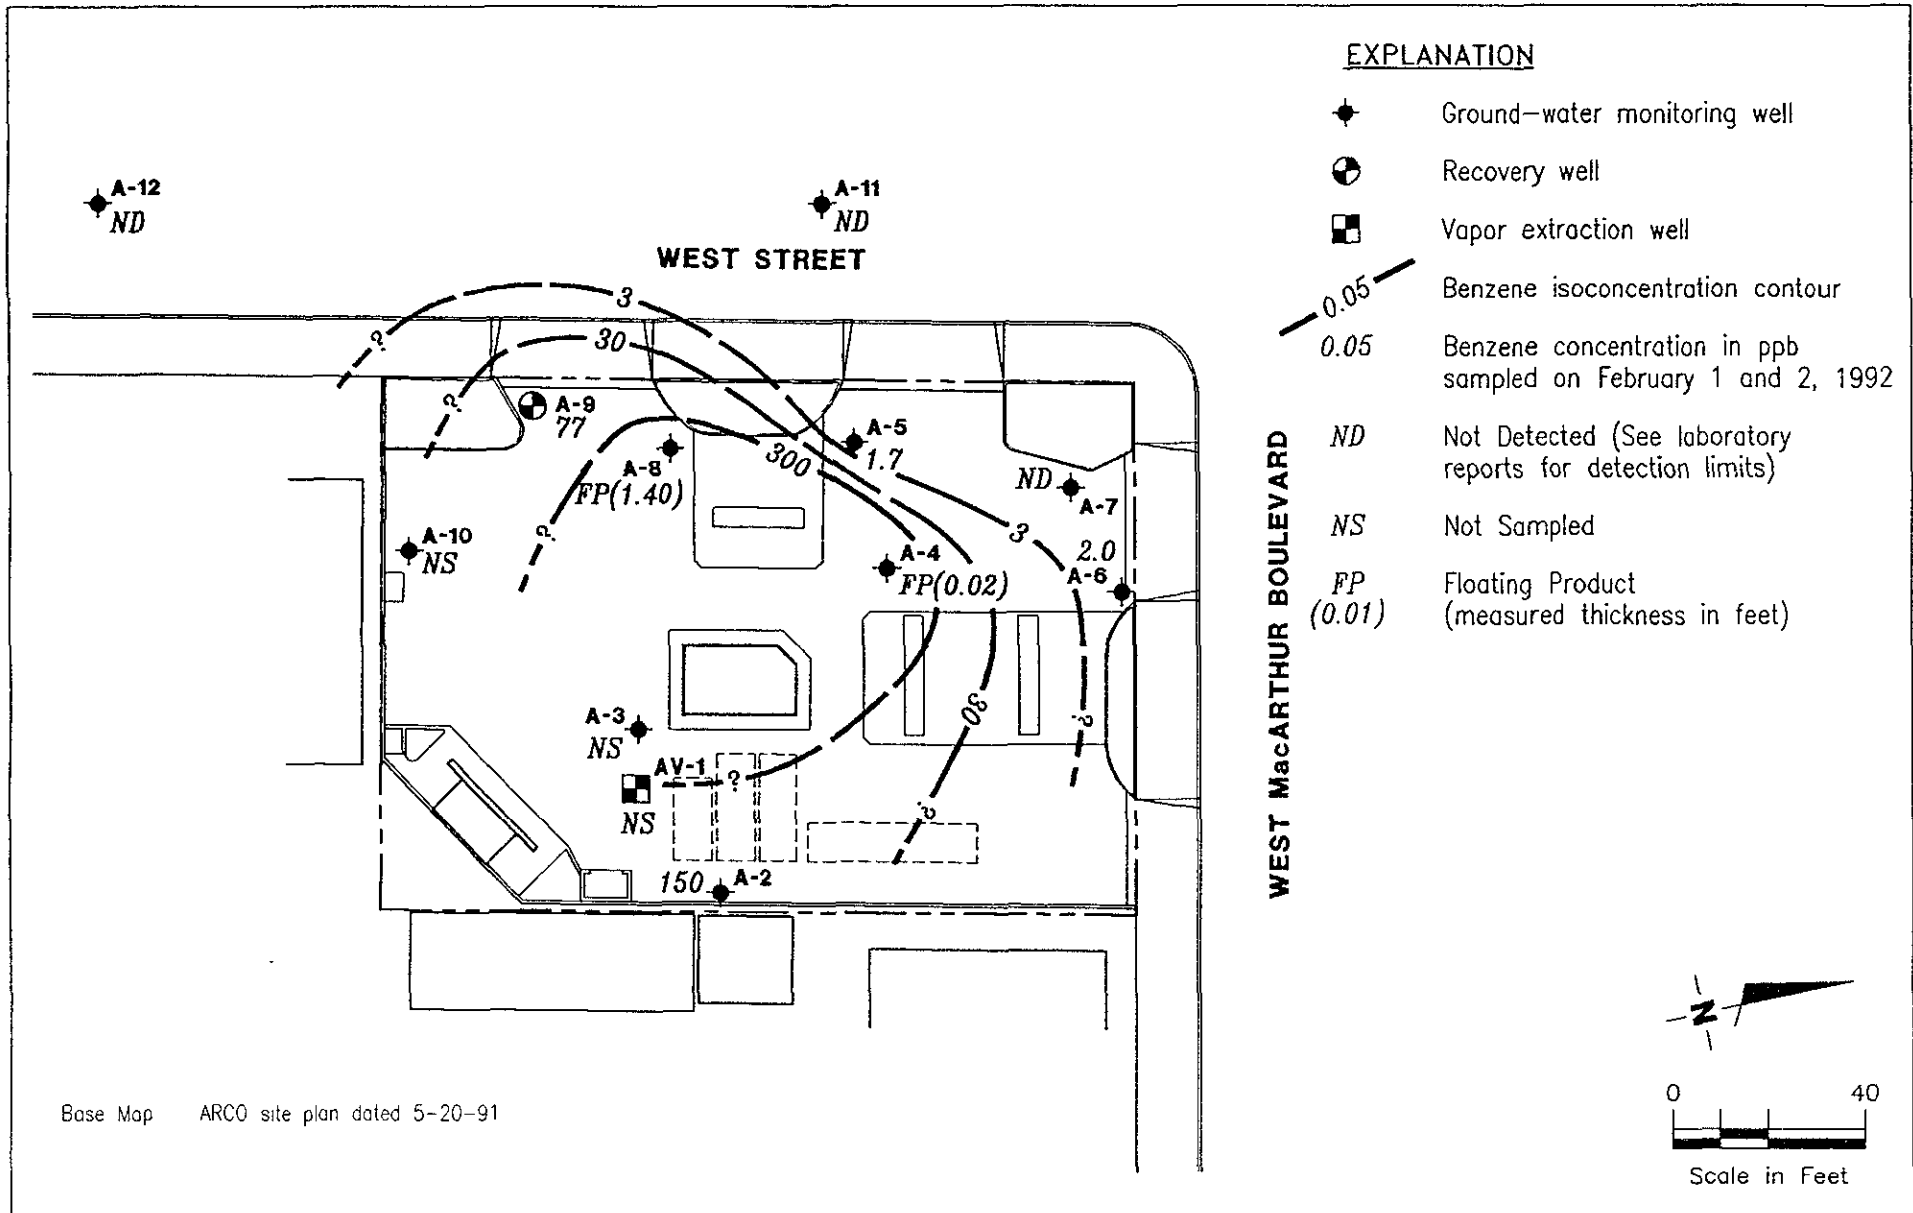 EXPLANATION
Ground-water monitoring well
Recovery well
Vapor extraction well
0.05
Benzene isoconcentration contour
0.05
Benzene concentration in ppb
sampled on February 1 and 2, 1992
ND
Not Detected (See laboratory
reports for detection limits)
NS
Not Sampled
FP
(0.01)
Floating Product
(measured thickness in feet)
A-12
ND
A-11
ND
WEST STREET
3
?
30
?
A-9
77
A-5
1.7
300
A-8
FP(1.40)
?
ND
A-7
A-10
NS
3
2.0
A-6
A-4
FP(0.02)
WEST MacARTHUR BOULEVARD
A-3
NS
30
?
AV-1
?
NS
?
150
A-2
N
0
40
Scale in Feet
Base Map
ARCO site plan dated 5-20-91